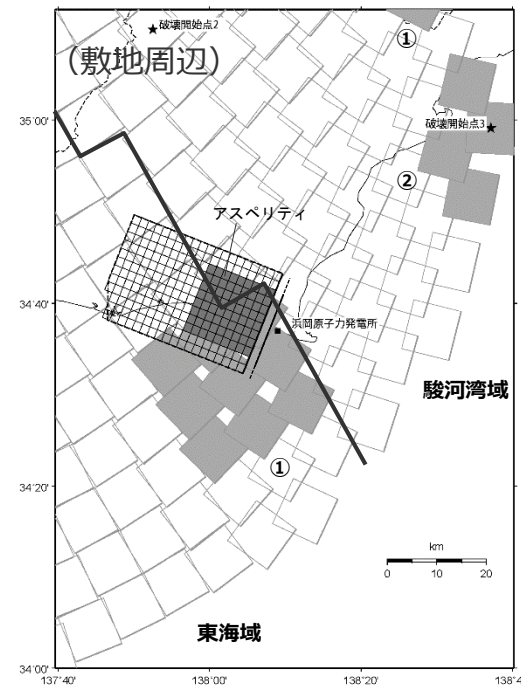 破壊開始点2
（敷地周辺）
①
35°00'
破壊開始点3
②
アスペリティ
34°40'
浜岡原子力発電所
駿河湾域
①
34°20'
km
0 10 20
東海域
34°00'
137°40' 138°00' 138°20' 138°4